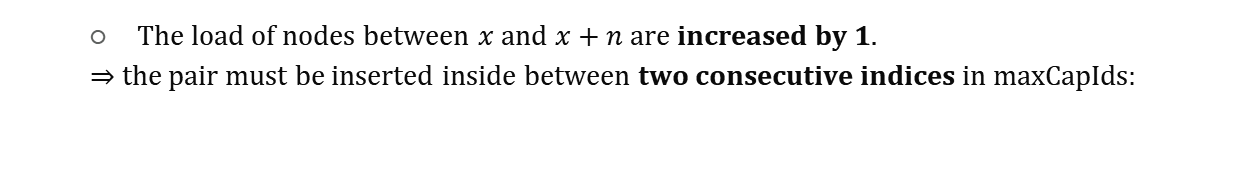 ○ The load of nodes between x and x + n are increased by 1.
⇒ the pair must be inserted inside between two consecutive indices in maxCapIds: